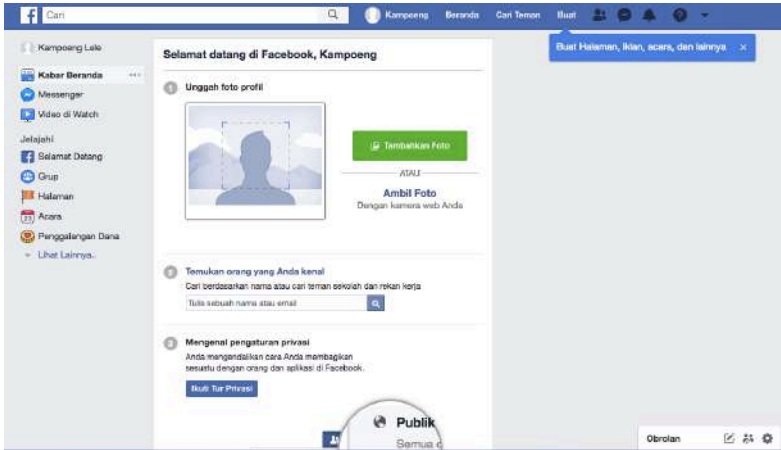 Cari
Kampoeng Beranda Cari Teman Buat
Buat Halaman, Iklan, acara, dan lainnya
Kampoeng Lele
Kabar Beranda
Messenger
Video di Watch
Jelajahi
Selamat Datang
Grup
Halaman
Acara
Penggalangan Dana
Lihat Lainnya..
Selamat datang di Facebook, Kampoeng
1 Unggah foto profil
Tambahkan Foto
ATAU
Ambil Foto
Dengan kamera web Anda
2 Temukan orang yang Anda kenal
Cari berdasarkan nama atau cari teman sekolah dan rekan kerja
Tulis sebuah nama atau email
3 Mengenal pengaturan privasi
Anda mengendalikan cara Anda membagikan
sesuatu dengan orang dan aplikasi di Facebook.
Ikuti Tur Privasi
Publik
Semua
Obrolan